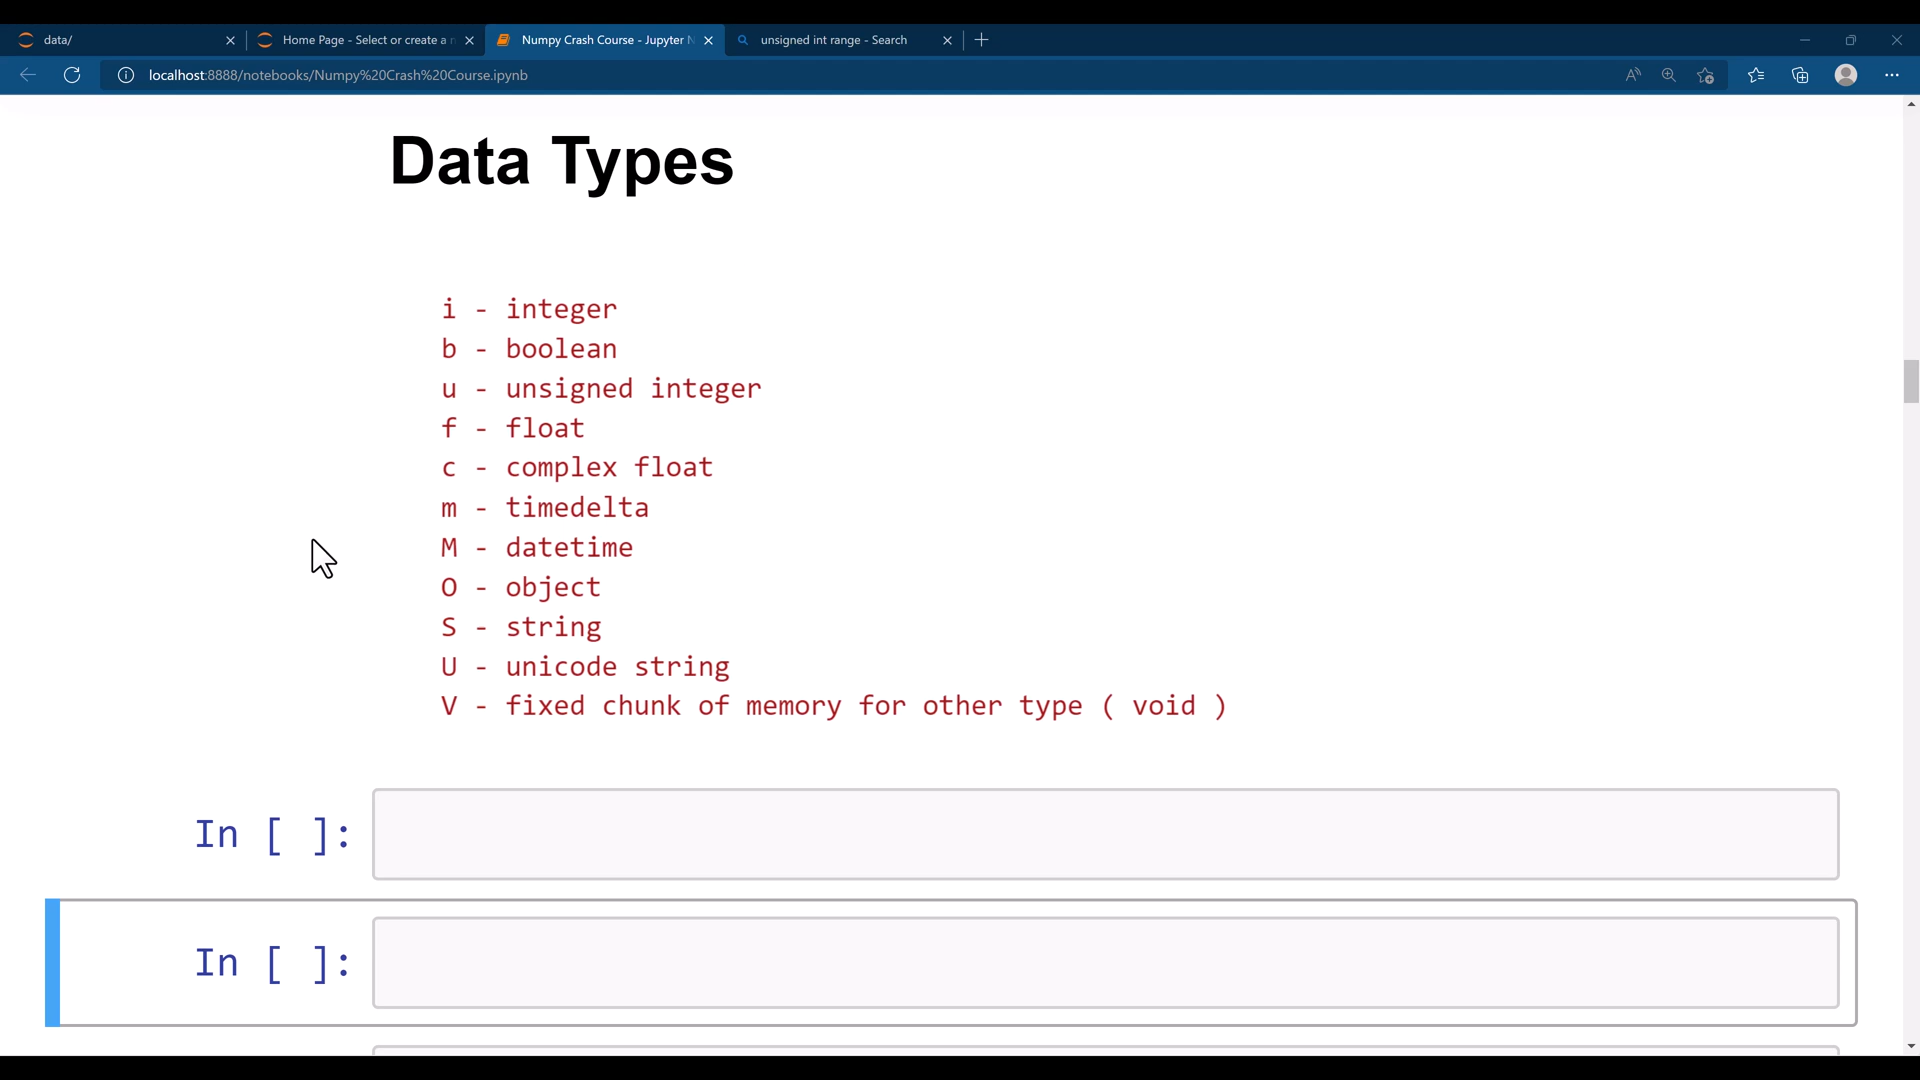 data/
Home Page - Select or create a n
Numpy Crash Course - Jupyter N
unsigned int range - Search
localhost:8888/notebooks/Numpy%20Crash%20Course.ipynb
Data Types
i - integer
b - boolean
u - unsigned integer
f - float
c - complex float
m - timedelta
M - datetime
O - object
S - string
U - unicode string
V - fixed chunk of memory for other type ( void )
In [ ]:
In [ ]: